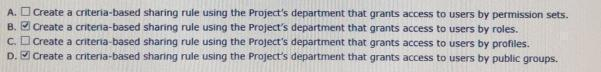 A. ☐ Create a criteria-based sharing rule using the Project's department that grants access to users by permission sets.
B. ☑ Create a criteria-based sharing rule using the Project's department that grants access to users by roles.
C. ☐ Create a criteria-based sharing rule using the Project's department that grants access to users by profiles.
D. ☑ Create a criteria-based sharing rule using the Project's department that grants access to users by public groups.